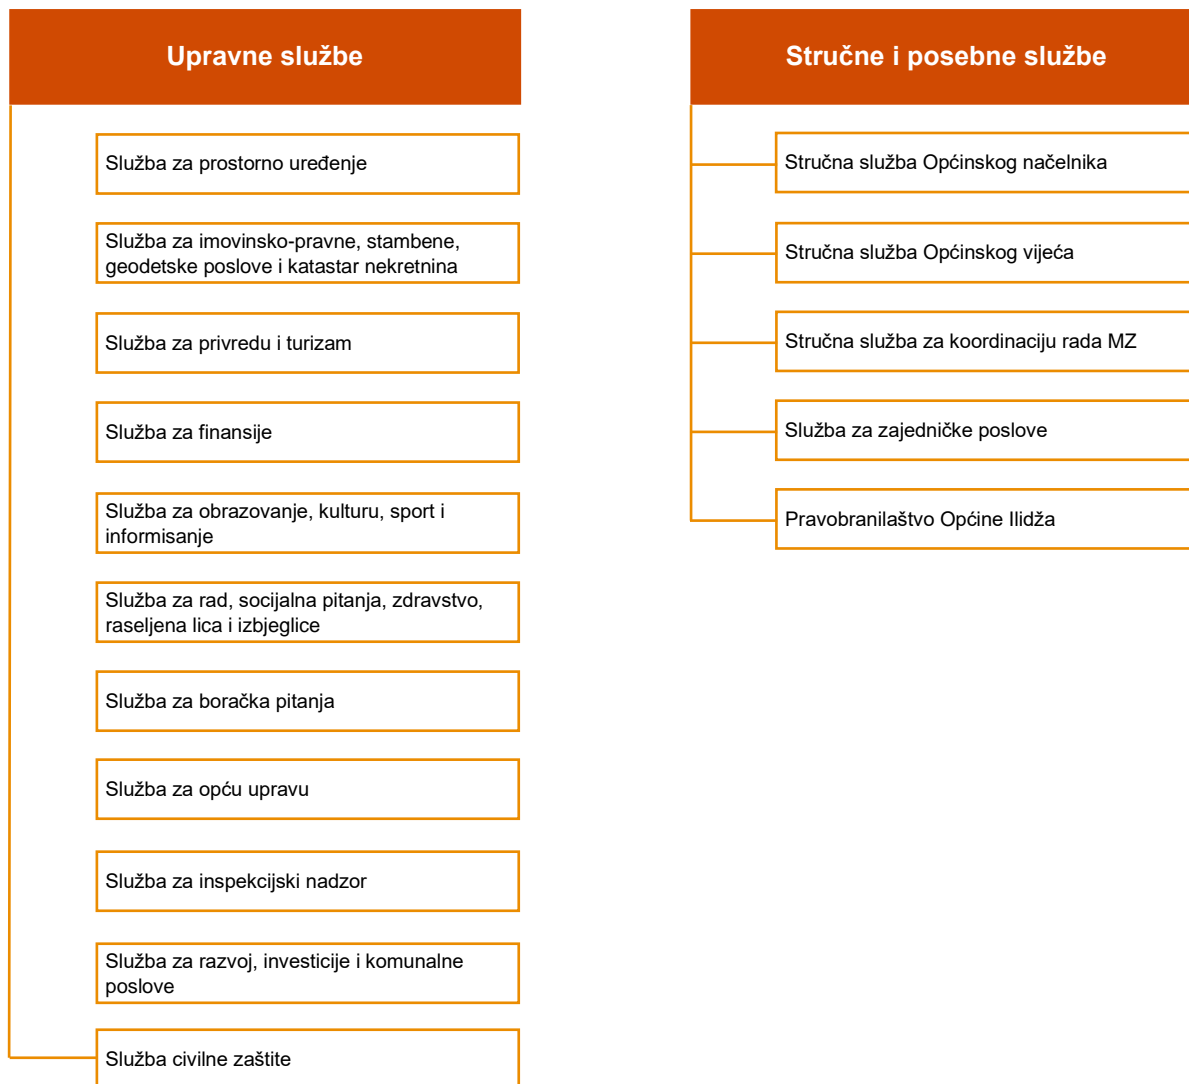 Upravne službe
Služba za prostorno uređenje
Služba za imovinsko-pravne, stambene,
geodetske poslove i katastar nekretnina
Služba za privredu i turizam
Služba za finansije
Služba za obrazovanje, kulturu, sport i
informisanje
Služba za rad, socijalna pitanja, zdravstvo,
raseljena lica i izbjeglice
Služba za boračka pitanja
Služba za opću upravu
Služba za inspekcijski nadzor
Služba za razvoj, investicije i komunalne
poslove
Služba civilne zaštite
Stručne i posebne službe
Stručna služba Općinskog načelnika
Stručna služba Općinskog vijeća
Stručna služba za koordinaciju rada MZ
Služba za zajedničke poslove
Pravobranilaštvo Općine Ilidža